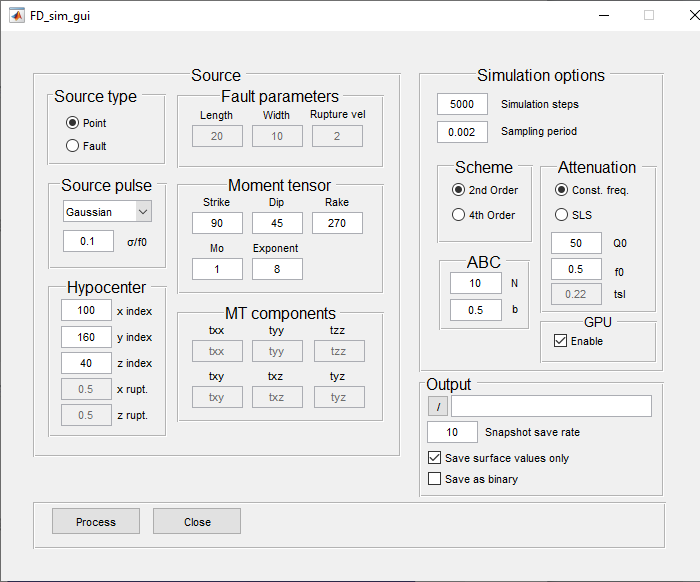 FD_sim_gui
Source
Source type
Point
Fault
Fault parameters
Length Width Rupture vel
20 10 2
Source pulse
Gaussian
0.1 σ/f0
Moment tensor
Strike Dip Rake
90 45 270
Mo Exponent
1 8
Hypocenter
100 x index
160 y index
40 z index
0.5 x rupt.
0.5 z rupt.
MT components
txx tyy tzz
txx tyy tzz
txy txz tyz
txy txz tyz
Simulation options
5000 Simulation steps
0.002 Sampling period
Scheme
2nd Order
4th Order
Attenuation
Const. freq.
SLS
50 Q0
0.5 f0
0.22 tsl
ABC
10 N
0.5 b
GPU
Enable
Output
/
10 Snapshot save rate
Save surface values only
Save as binary
Process Close